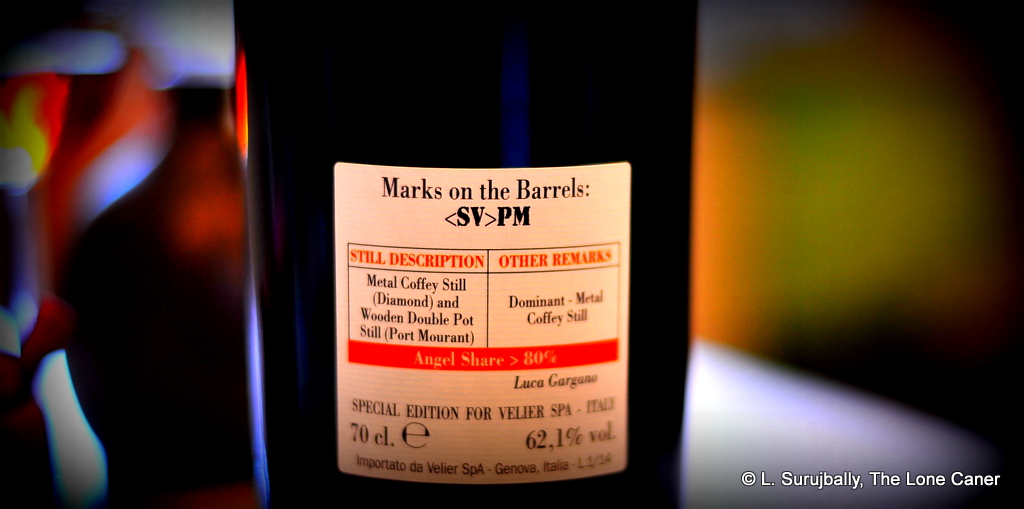 Marks on the Barrels:
<SV>PM
STILL DESCRIPTION
OTHER REMARKS
Metal Coffey Still
(Diamond) and
Wooden Double Pot
Still (Port Mourant)
Dominant - Metal
Coffey Still
Angel Share > 80%
Luca Gargano
SPECIAL EDITION FOR VELIER SPA - ITALY
70 cl. ℮
62,1% vol.
Importato da Velier SpA - Genova, Italia - L.1/14
© L. Surujbally, The Lone Caner